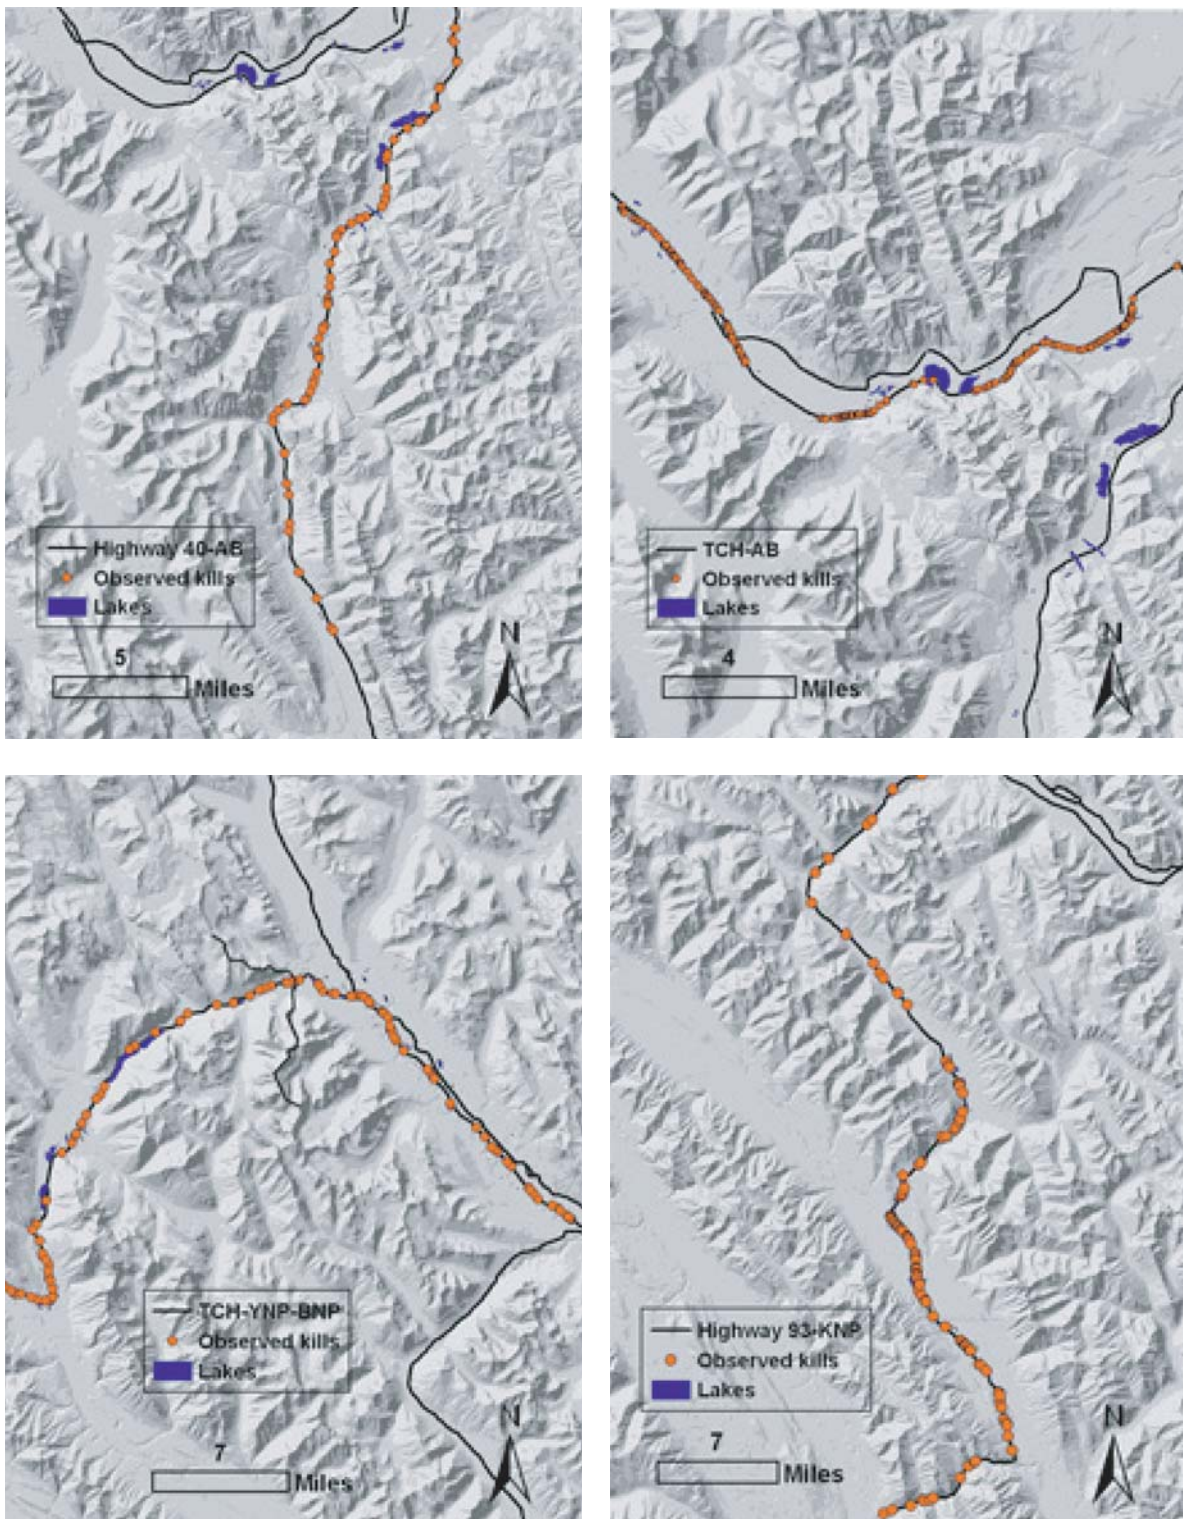 Highway 40-AB
Observed kills
Lakes
N
5
Miles
TCH-AB
Observed kills
Lakes
N
4
Miles
TCH-YNP-BNP
Observed kills
Lakes
N
7
Miles
Highway 93-KNP
Observed kills
Lakes
N
7
Miles